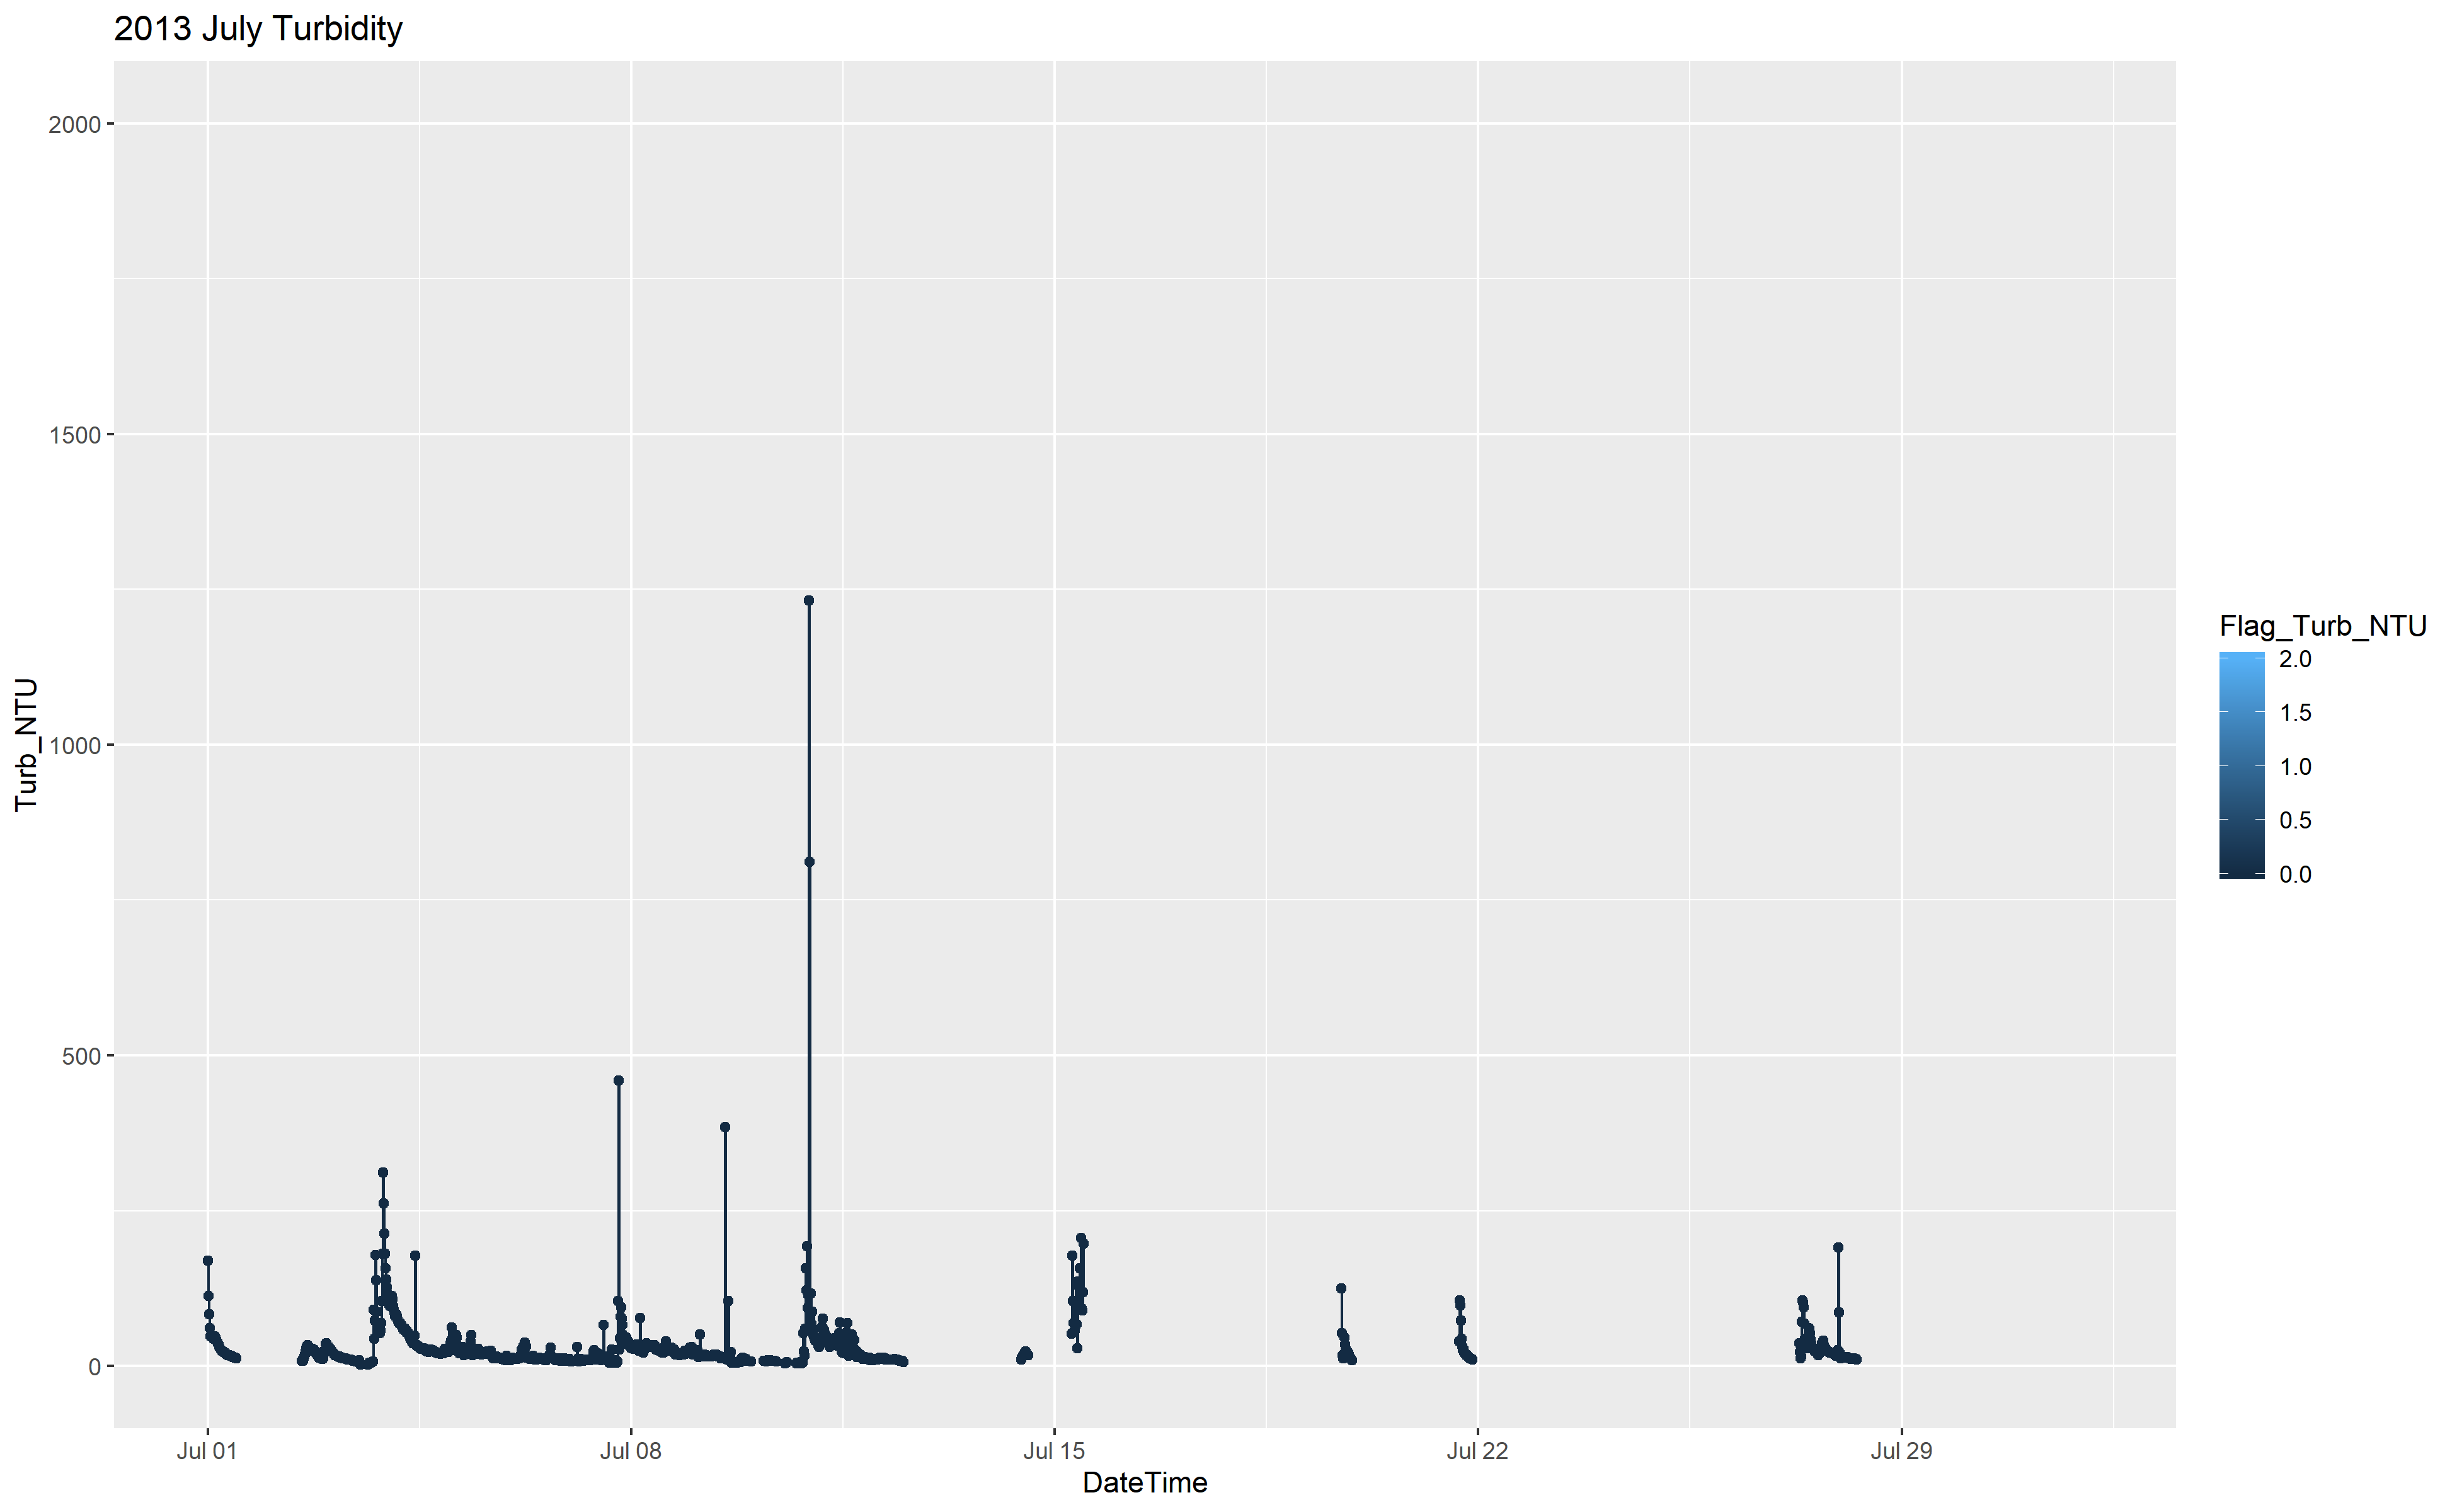 2013 July Turbidity
2000
1500
1000
500
0
Turb_NTU
Jul 01
Jul 08
Jul 15
Jul 22
Jul 29
DateTime
Flag_Turb_NTU
2.0
1.5
1.0
0.5
0.0